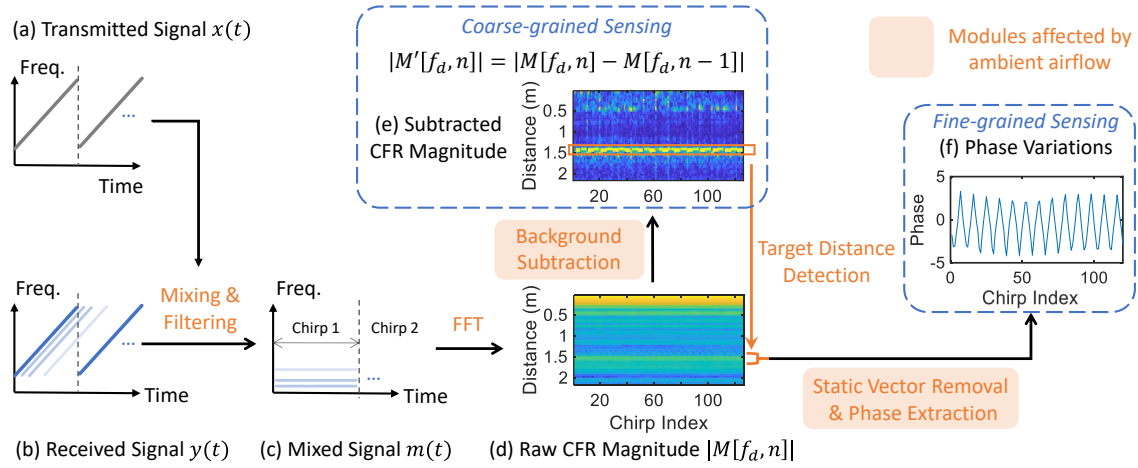 (a) Transmitted Signal x(t)
Freq.
...
Time
Coarse-grained Sensing
|M′[f_d, n]| = |M[f_d, n] − M[f_d, n − 1]|
(e) Subtracted
CFR Magnitude
Distance (m)
0.5
1
1.5
2
20
60
100
Modules affected by
ambient airflow
Fine-grained Sensing
(f) Phase Variations
Phase
5
0
-5
0
50
100
Chirp Index
Background
Subtraction
Target Distance
Detection
Freq.
...
Time
Mixing &
Filtering
Freq.
Chirp 1
Chirp 2
...
Time
FFT
Distance (m)
0.5
1
1.5
2
20
60
100
Chirp Index
Static Vector Removal
& Phase Extraction
(b) Received Signal y(t)
(c) Mixed Signal m(t)
(d) Raw CFR Magnitude |M[f_d, n]|